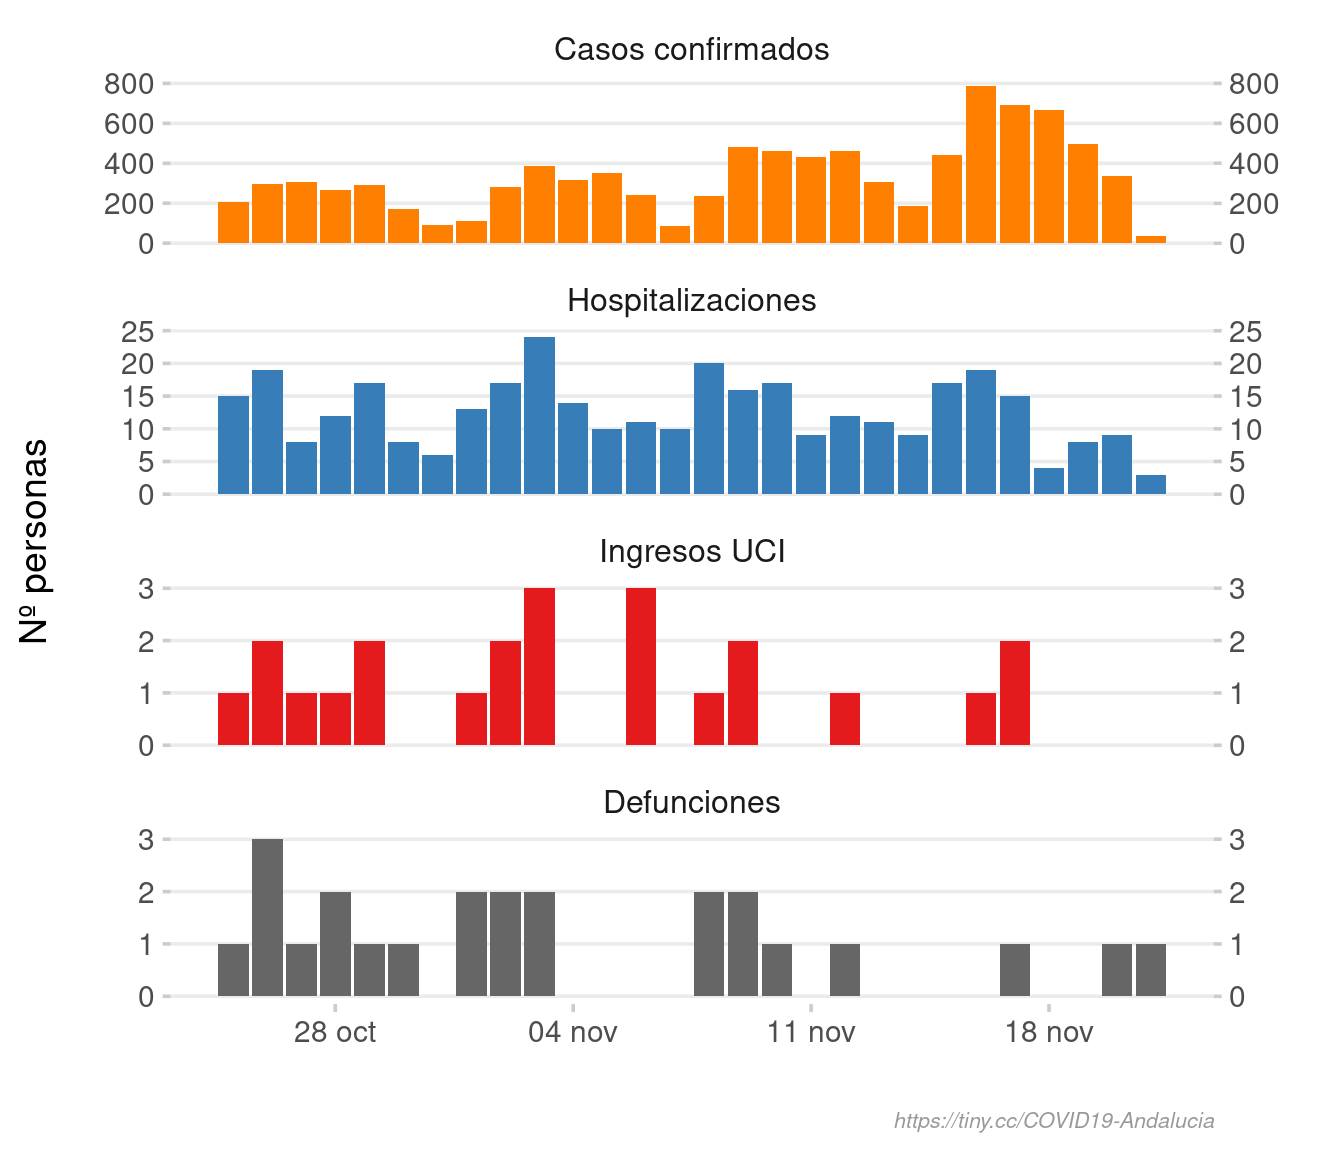 Casos confirmados
800 800
600 600
400 400
200 200
0 0
Hospitalizaciones
25 25
20 20
15 15
10 10
5 5
0 0
Nº personas
Ingresos UCI
3 3
2 2
1 1
0 0
Defunciones
3 3
2 2
1 1
0 0
28 oct 04 nov 11 nov 18 nov
https://tiny.cc/COVID19-Andalucia